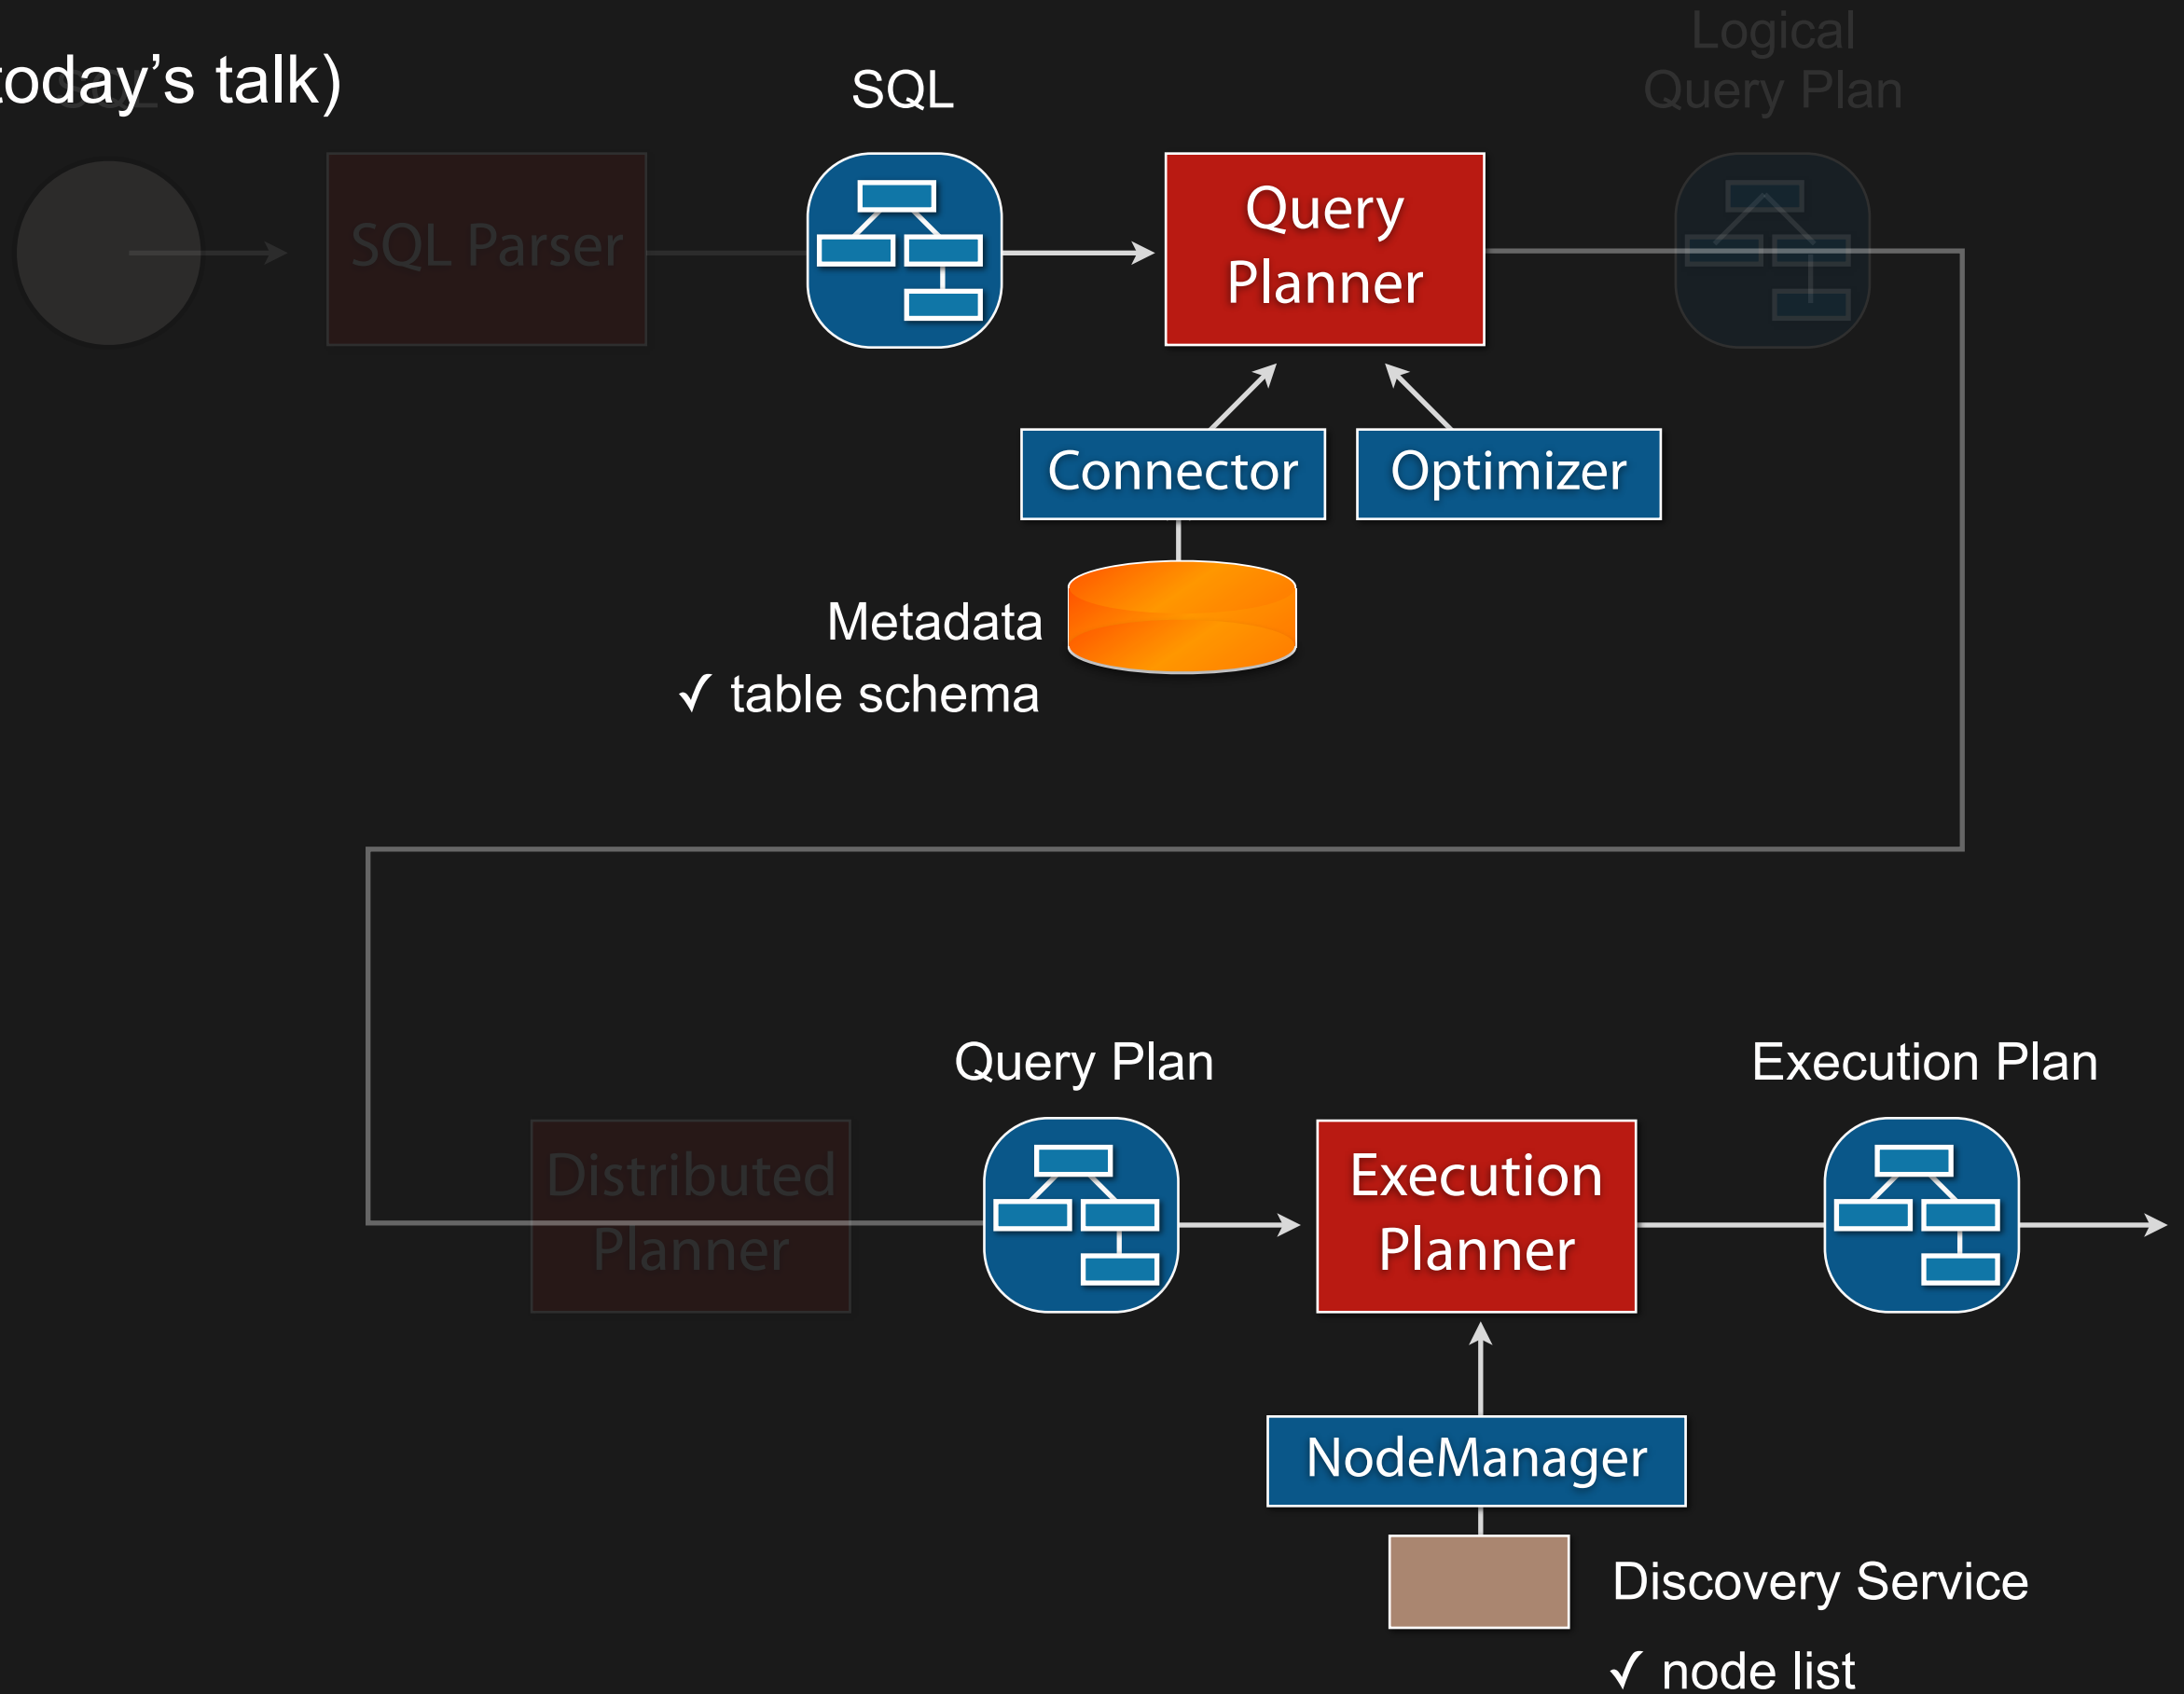 today's talk)
SQL
SQL
Logical
Query Plan
SQL Parser
Query
Planner
Connector
Optimizer
Metadata
✓ table schema
Query Plan
Execution Plan
Distributed
Planner
Execution
Planner
NodeManager
Discovery Service
✓ node list